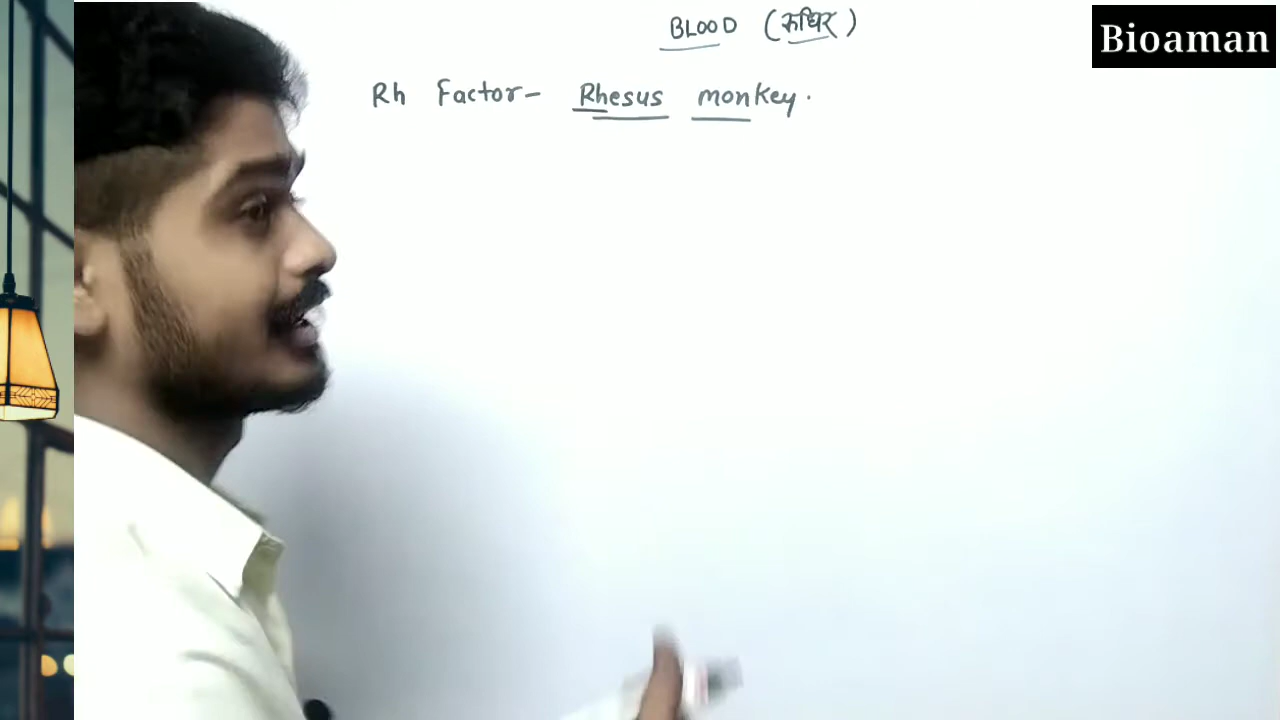 BLOOD (रुधिर)
Bioaman
Rh Factor- Rhesus monkey.